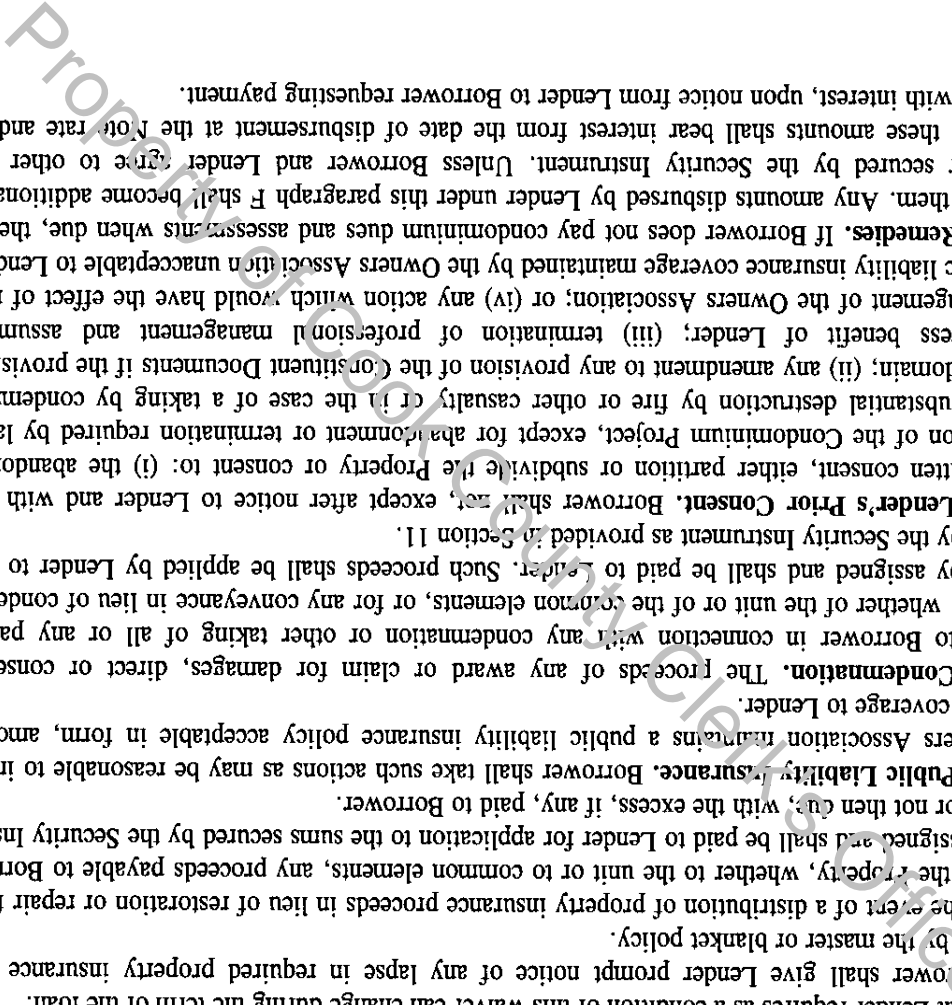 Lender requires as a condition of this waiver can change during the term of the loan.
ower shall give Lender prompt notice of any lapse in required property insurance
by the master or blanket policy.
he event of a distribution of property insurance proceeds in lieu of restoration or repair f
the Property, whether to the unit or to common elements, any proceeds payable to Borr
ssigned and shall be paid to Lender for application to the sums secured by the Security Ins
or not then due, with the excess, if any, paid to Borrower.
Public Liability Insurance. Borrower shall take such actions as may be reasonable to in
ers Association maintains a public liability insurance policy acceptable in form, amo
coverage to Lender.
Condemnation. The proceeds of any award or claim for damages, direct or conse
to Borrower in connection with any condemnation or other taking of all or any pa
whether of the unit or of the common elements, or for any conveyance in lieu of conde
y assigned and shall be paid to Lender. Such proceeds shall be applied by Lender to
y the Security Instrument as provided in Section 11.
Lender's Prior Consent. Borrower shall not, except after notice to Lender and with
tten consent, either partition or subdivide the Property or consent to: (i) the abando
on of the Condominium Project, except for abandonment or termination required by la
ubstantial destruction by fire or other casualty or in the case of a taking by condem
domain; (ii) any amendment to any provision of the Constituent Documents if the provis
ess benefit of Lender; (iii) termination of professional management and assum
agement of the Owners Association; or (iv) any action which would have the effect of r
c liability insurance coverage maintained by the Owners Association unacceptable to Lend
Remedies. If Borrower does not pay condominium dues and assessments when due, the
them. Any amounts disbursed by Lender under this paragraph F shall become additiona
r secured by the Security Instrument. Unless Borrower and Lender agree to other
these amounts shall bear interest from the date of disbursement at the Note rate and
with interest, upon notice from Lender to Borrower requesting payment.
Property of Cook County Clerk's Offic